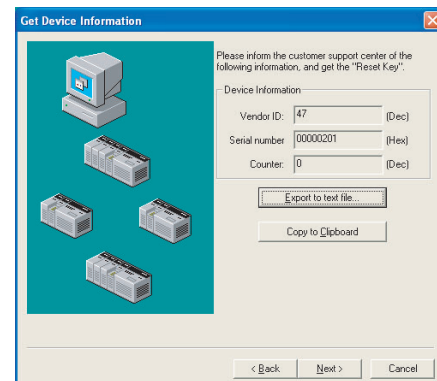 Get Device Information
Please inform the customer support center of the
following information, and get the "Reset Key".
Device Information
Vendor ID: 47 (Dec)
Serial number 00000201 (Hex)
Counter: 0 (Dec)
Export to text file...
Copy to Clipboard
< Back Next > Cancel